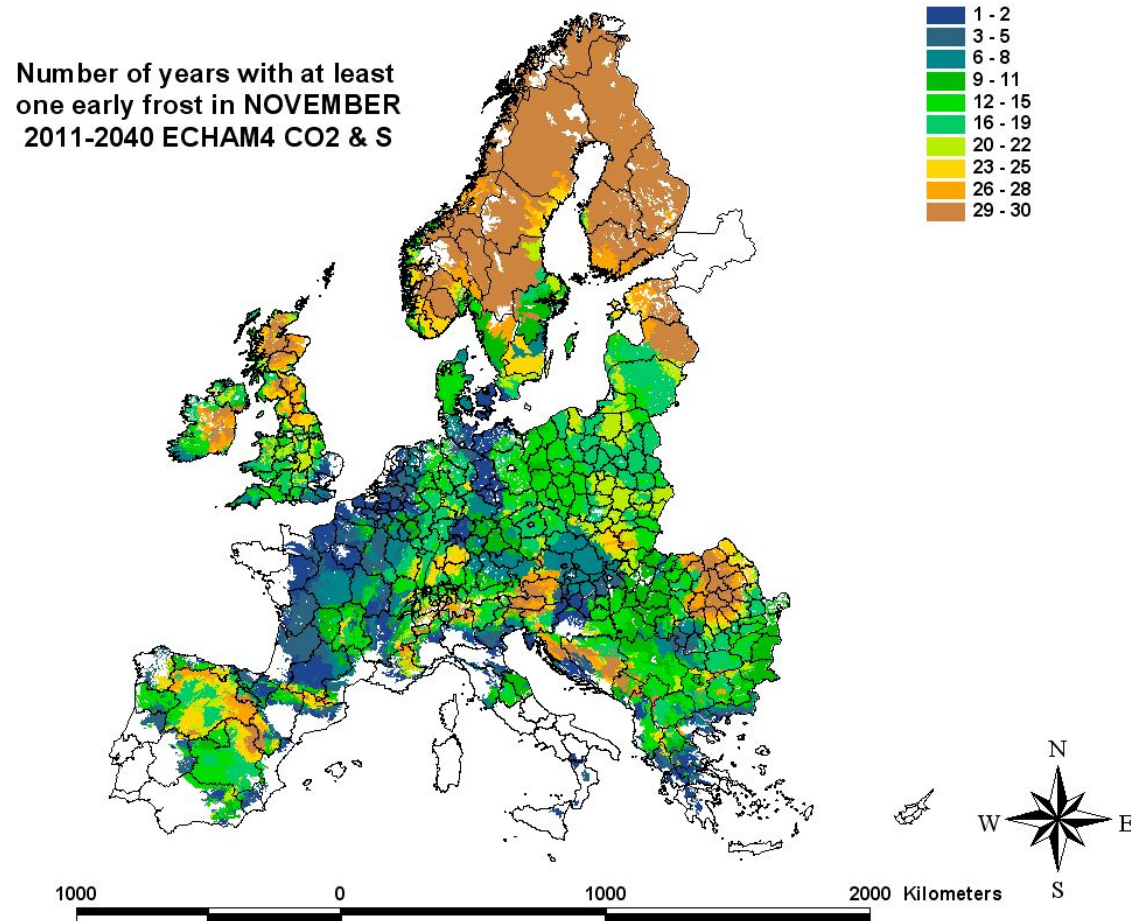 Number of years with at least
one early frost in NOVEMBER
2011-2040 ECHAM4 CO2 & S
1 - 2
3 - 5
6 - 8
9 - 11
12 - 15
16 - 19
20 - 22
23 - 25
26 - 28
29 - 30
N
W E
S
1000 0 1000 2000 Kilometers